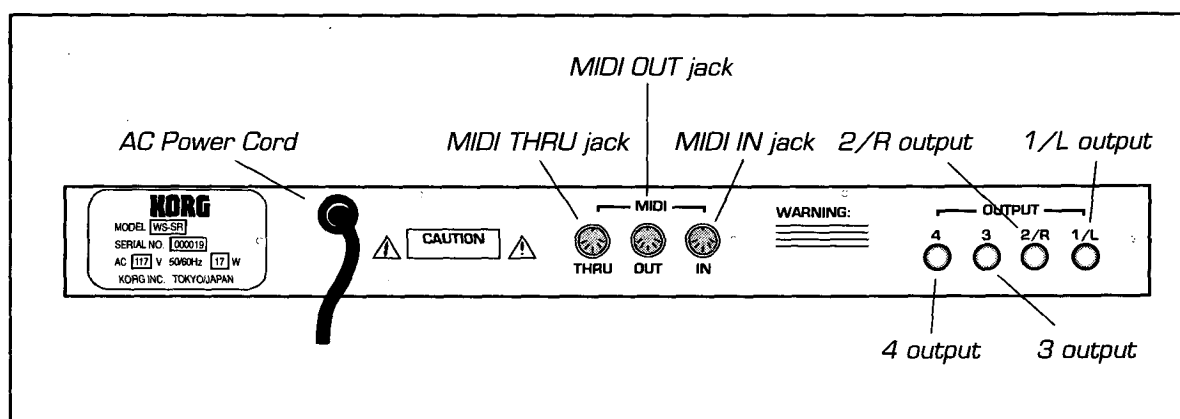 MIDI OUT jack
AC Power Cord
MIDI THRU jack
MIDI IN jack
2/R output
1/L output
KORG
MODEL WS-SR
SERIAL NO. 000019
AC 117 V 50/60Hz 17 W
KORG INC. TOKYO/JAPAN
CAUTION
MIDI
THRU OUT IN
WARNING:
OUTPUT
4 3 2/R 1/L
4 output
3 output